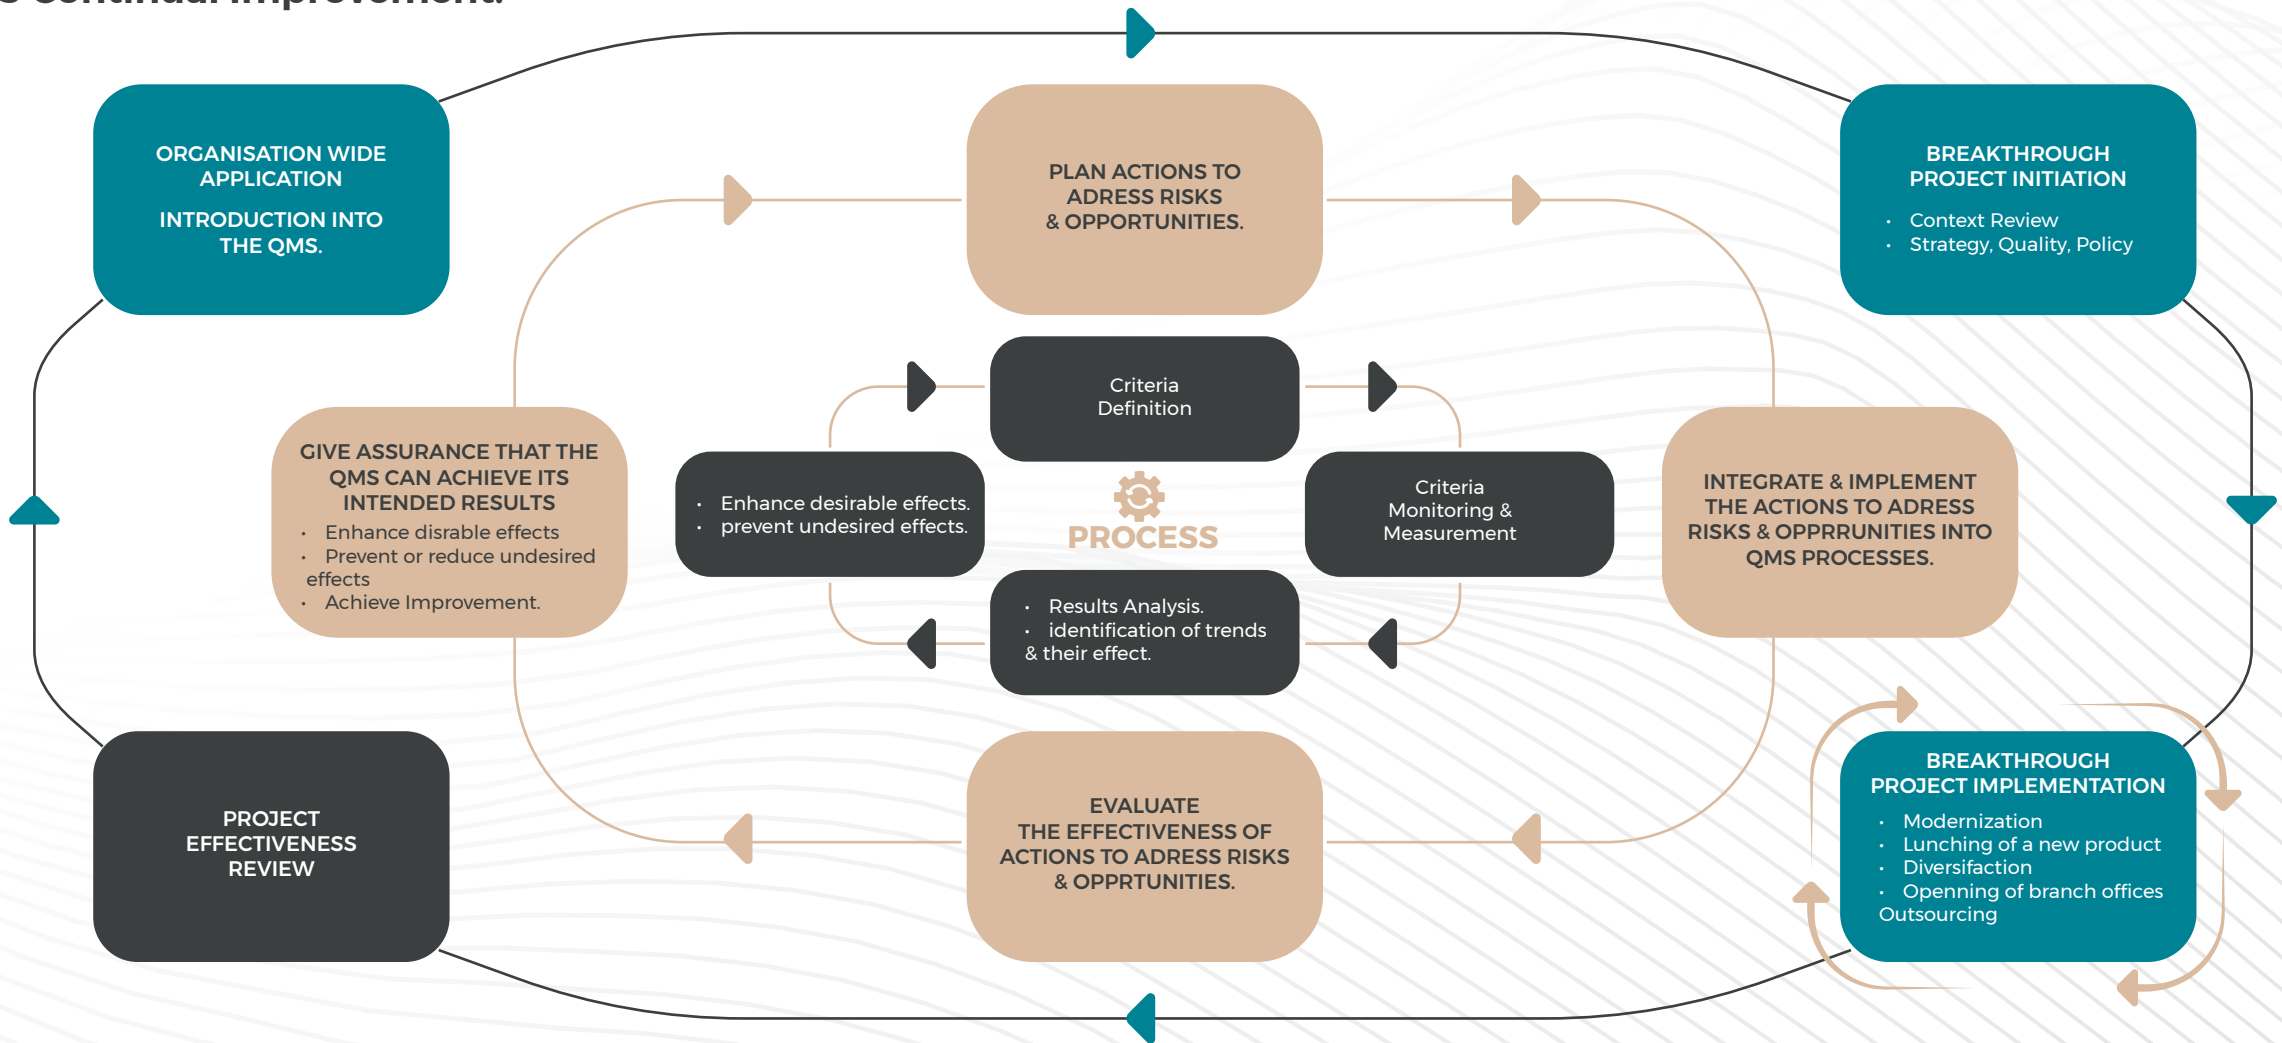 Continual Improvement.
ORGANISATION WIDE
APPLICATION
INTRODUCTION INTO
THE QMS.
PLAN ACTIONS TO
ADRESS RISKS
& OPPORTUNITIES.
BREAKTHROUGH
PROJECT INITIATION
• Context Review
• Strategy, Quality, Policy
Criteria
Definition
GIVE ASSURANCE THAT THE
QMS CAN ACHIEVE ITS
INTENDED RESULTS
• Enhance disrable effects
• Prevent or reduce undesired
effects
• Achieve Improvement.
• Enhance desirable effects.
• prevent undesired effects.
PROCESS
Criteria
Monitoring &
Measurement
INTEGRATE & IMPLEMENT
THE ACTIONS TO ADRESS
RISKS & OPPRRUNITIES INTO
QMS PROCESSES.
• Results Analysis.
• identification of trends
& their effect.
PROJECT
EFFECTIVENESS
REVIEW
EVALUATE
THE EFFECTIVENESS OF
ACTIONS TO ADRESS RISKS
& OPPRTUNITIES.
BREAKTHROUGH
PROJECT IMPLEMENTATION
• Modernization
• Lunching of a new product
• Diversifaction
• Openning of branch offices
Outsourcing